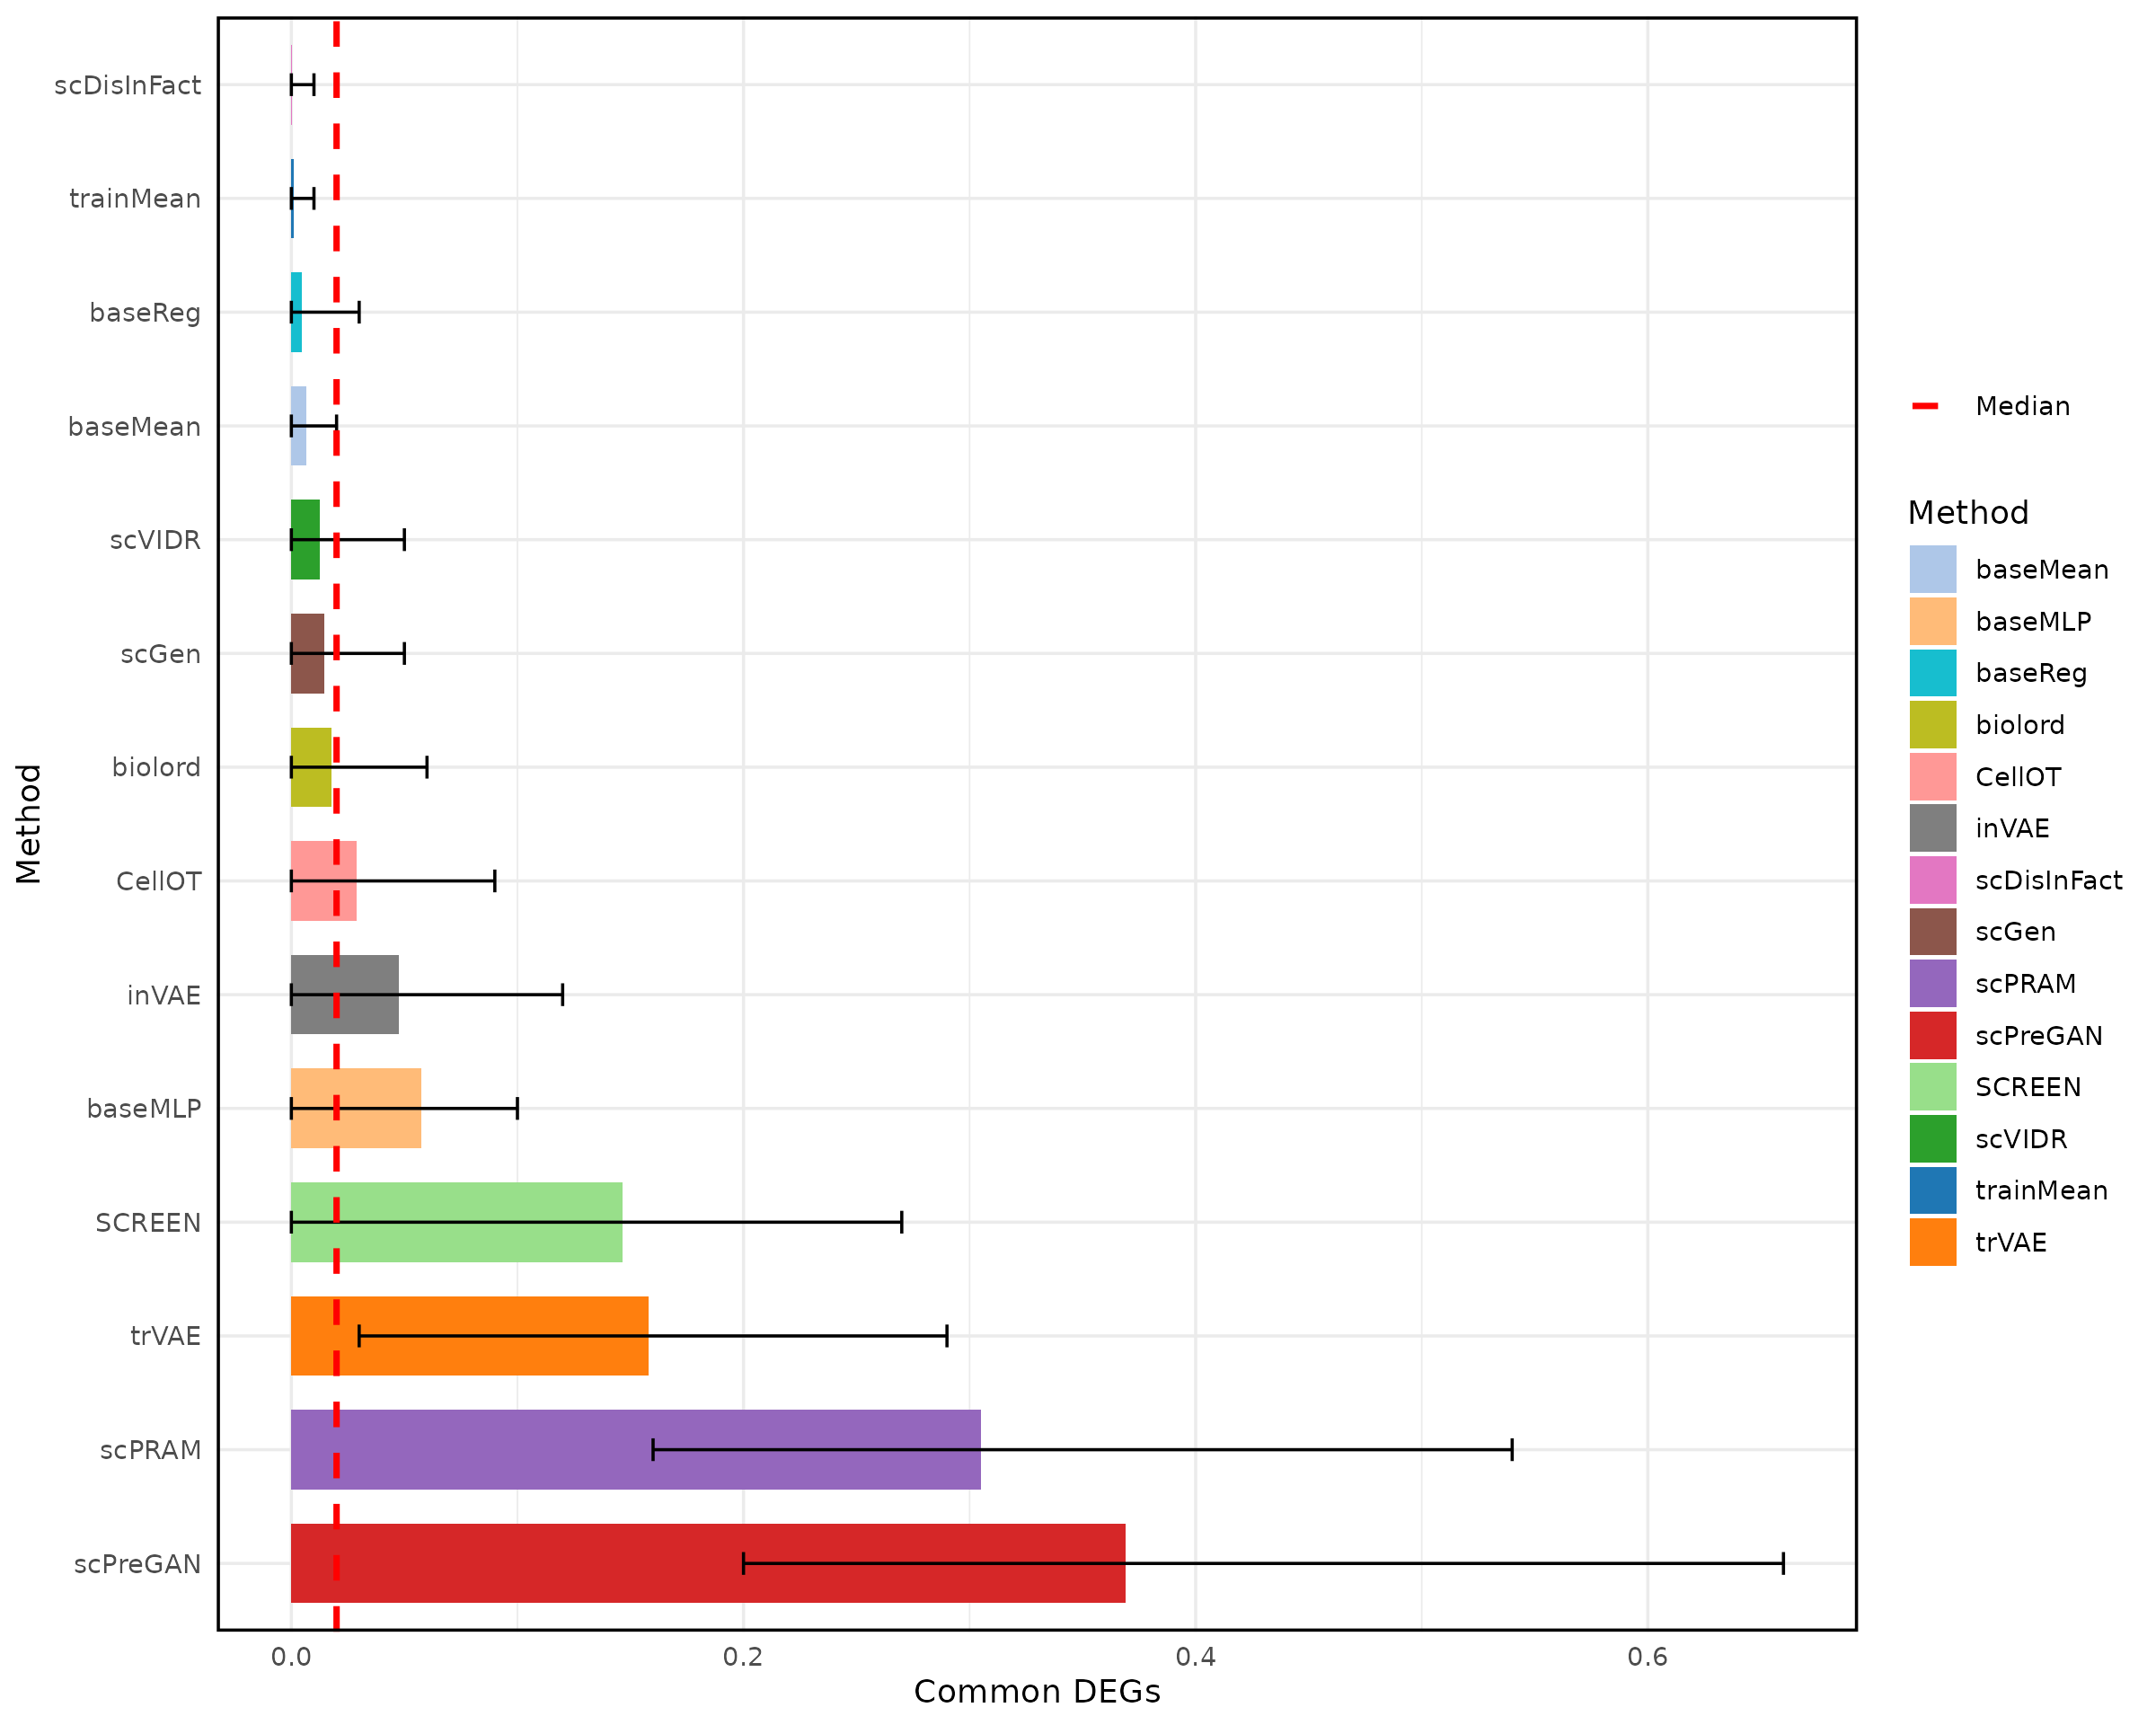 Method
scDisInFact
trainMean
baseReg
baseMean
scVIDR
scGen
biolord
CellOT
inVAE
baseMLP
SCREEN
trVAE
scPRAM
scPreGAN
0.0 0.2 0.4 0.6
Common DEGs
Median
Method
baseMean
baseMLP
baseReg
biolord
CellOT
inVAE
scDisInFact
scGen
scPRAM
scPreGAN
SCREEN
scVIDR
trainMean
trVAE